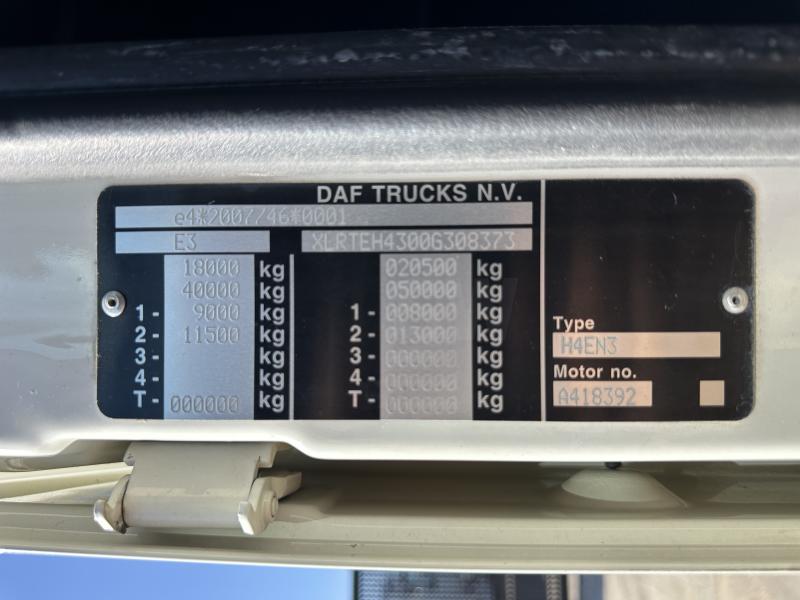 DAF TRUCKS N.V.
e4*2007/46*0001
E3 XLRTEH4300G308373
18000 kg 020500 kg
40000 kg 050000 kg
1- 9000 kg 1- 008000 kg
2- 11500 kg 2- 013000 kg
3- kg 3- 000000 kg
4- kg 4- 000000 kg
T- 000000 kg T- 000000 kg
Type
H4EN3
Motor no.
A418392